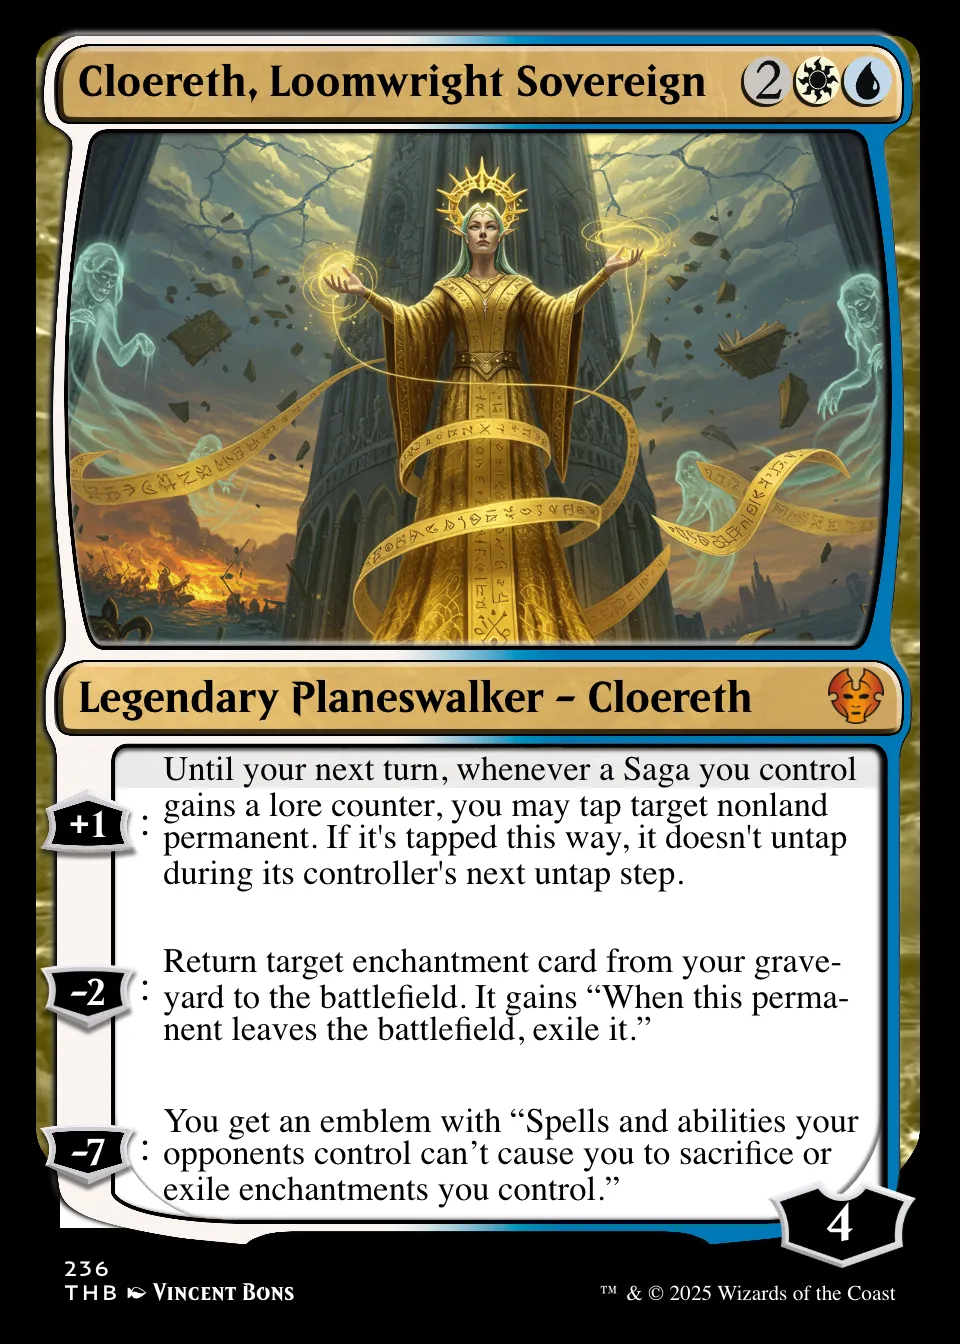 Cloereth, Loomwright Sovereign 2
Legendary Planeswalker – Cloereth
+1: Until your next turn, whenever a Saga you control
gains a lore counter, you may tap target nonland
permanent. If it's tapped this way, it doesn't untap
during its controller's next untap step.
–2: Return target enchantment card from your grave-
yard to the battlefield. It gains “When this perma-
nent leaves the battlefield, exile it.”
–7: You get an emblem with “Spells and abilities your
opponents control can’t cause you to sacrifice or
exile enchantments you control.”
4
236
THB Vincent Bons
™ & © 2025 Wizards of the Coast